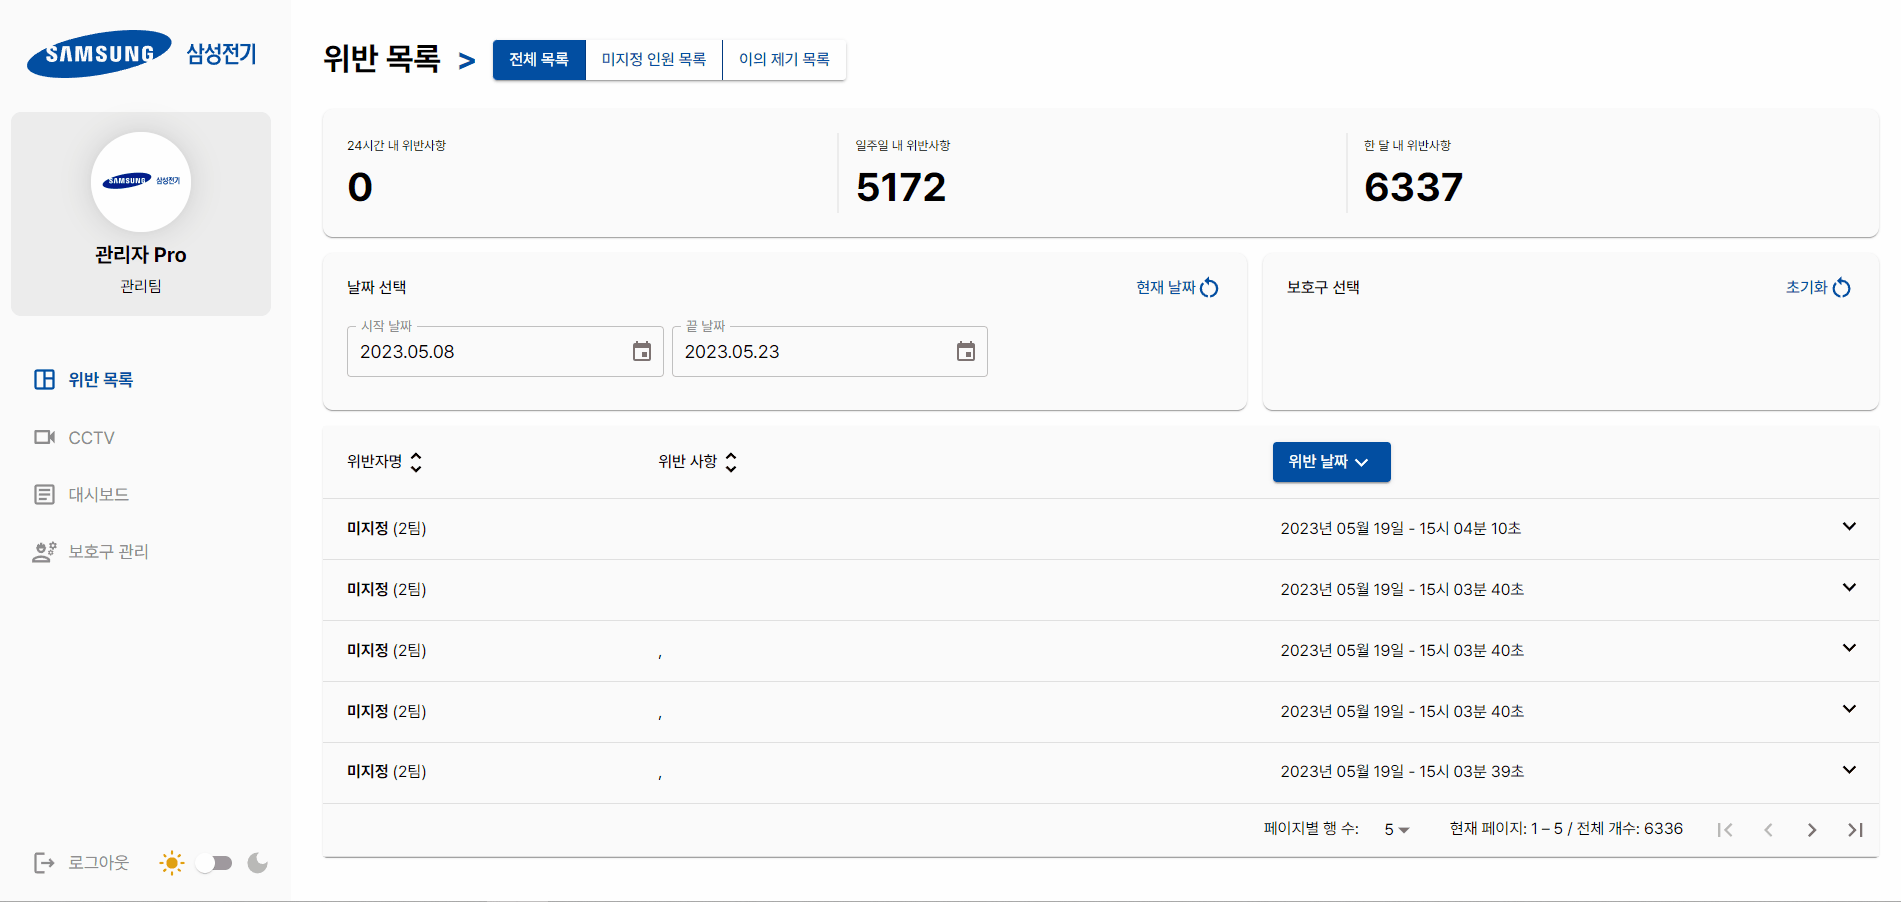 SAMSUNG 삼성전기
SAMSUNG 삼성전기
관리자 Pro
관리팀
위반 목록
CCTV
대시보드
보호구 관리
로그아웃
위반 목록 > 전체 목록 미지정 인원 목록 이의 제기 목록
24시간 내 위반사항 일주일 내 위반사항 한 달 내 위반사항
0 5172 6337
날짜 선택 현재 날짜
시작 날짜 끝 날짜
2023.05.08 2023.05.23
보호구 선택 초기화
위반자명 위반 사항 위반 날짜
미지정 (2팀) 2023년 05월 19일 - 15시 04분 10초
미지정 (2팀) 2023년 05월 19일 - 15시 03분 40초
미지정 (2팀) , 2023년 05월 19일 - 15시 03분 40초
미지정 (2팀) , 2023년 05월 19일 - 15시 03분 40초
미지정 (2팀) , 2023년 05월 19일 - 15시 03분 39초
페이지별 행 수: 5 현재 페이지: 1 – 5 / 전체 개수: 6336